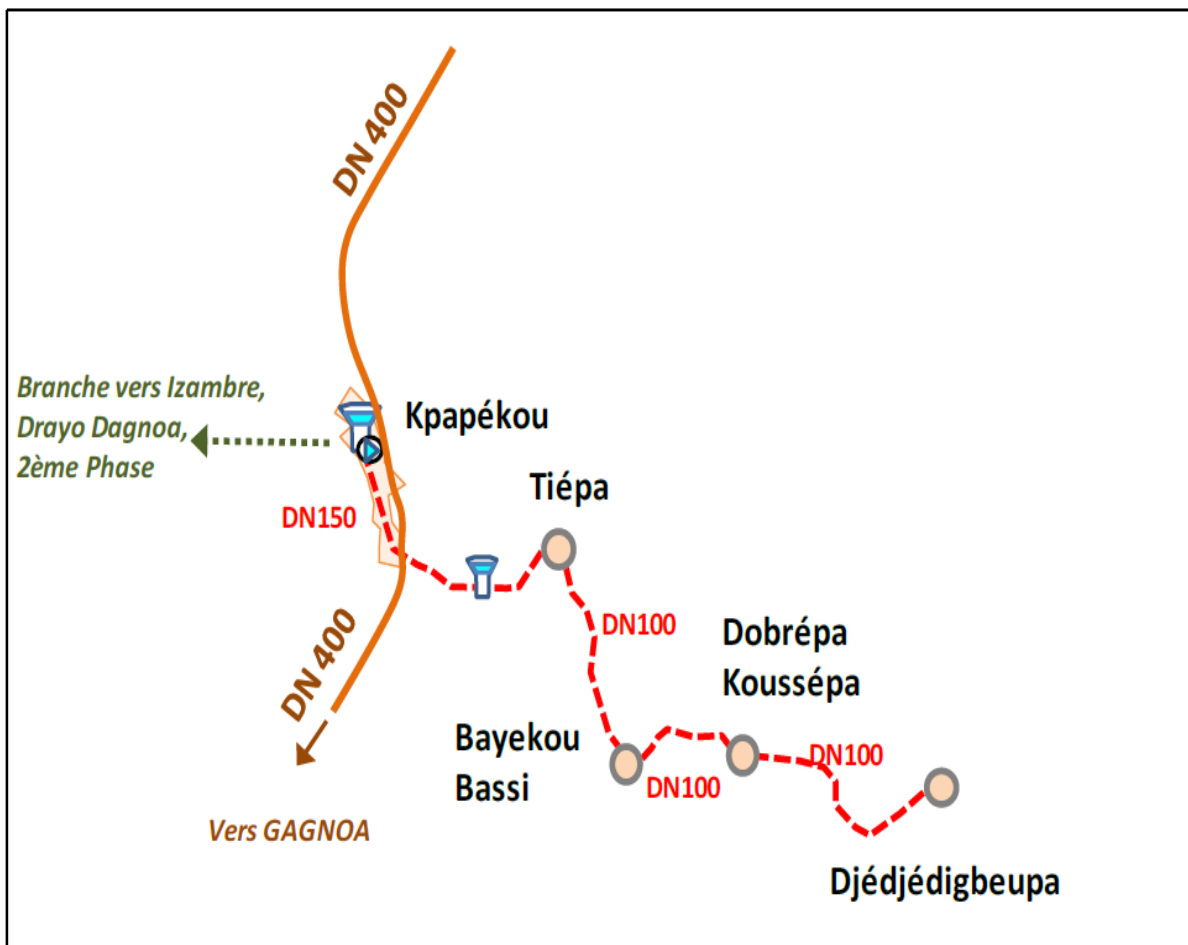 DN 400
Branche vers Izambre,
Drayo Dagnoa,
2ème Phase
Kpapékou
Tiépa
DN150
DN100
Dobrépa
Koussépa
DN 400
Bayekou
Bassi
DN100
DN100
Vers GAGNOA
Djédjédigbeupa